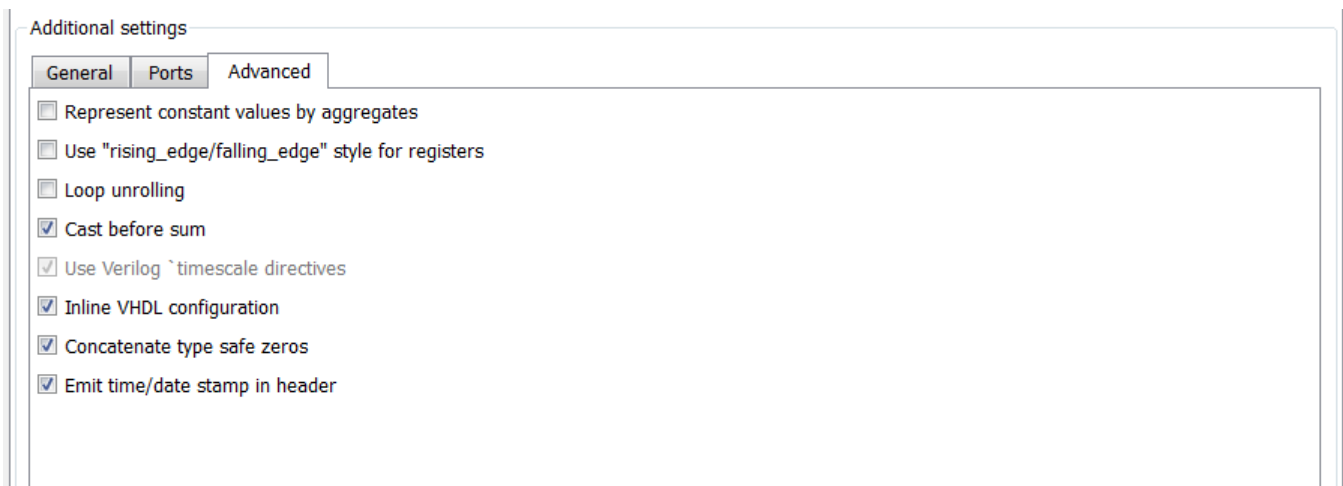 Additional settings
General Ports Advanced
Represent constant values by aggregates
Use "rising_edge/falling_edge" style for registers
Loop unrolling
Cast before sum
Use Verilog `timescale directives
Inline VHDL configuration
Concatenate type safe zeros
Emit time/date stamp in header